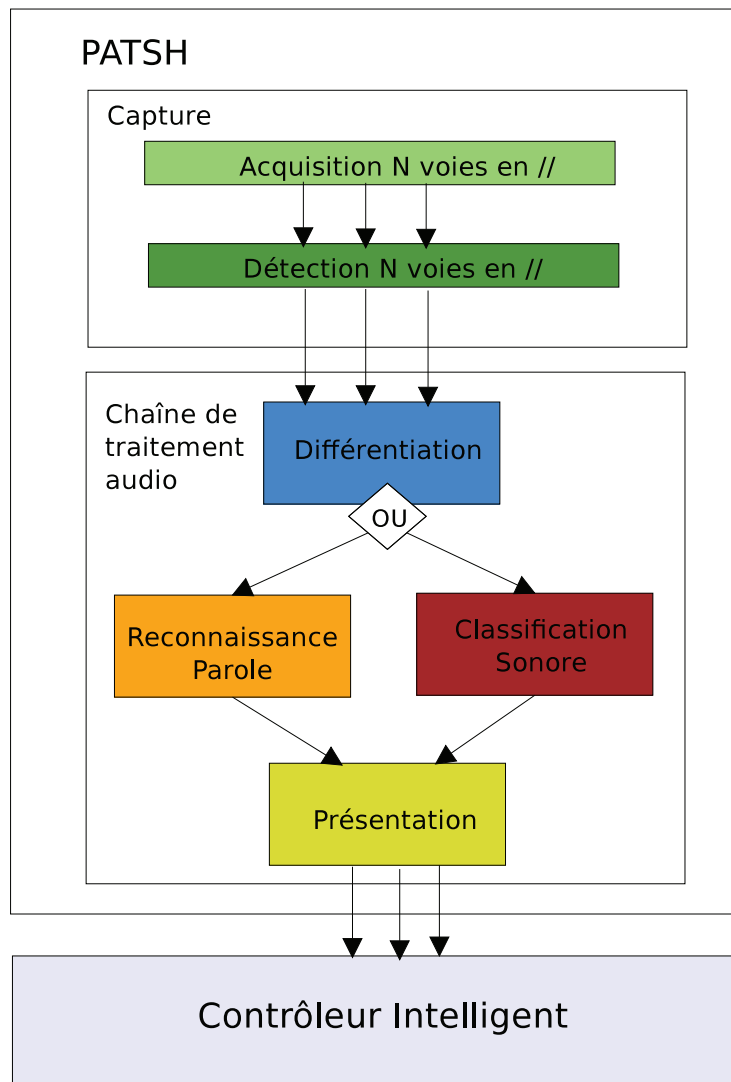 PATSH
Capture
Acquisition N voies en //
Détection N voies en //
Chaîne de
traitement
audio
Différentiation
OU
Reconnaissance
Parole
Classification
Sonore
Présentation
Contrôleur Intelligent